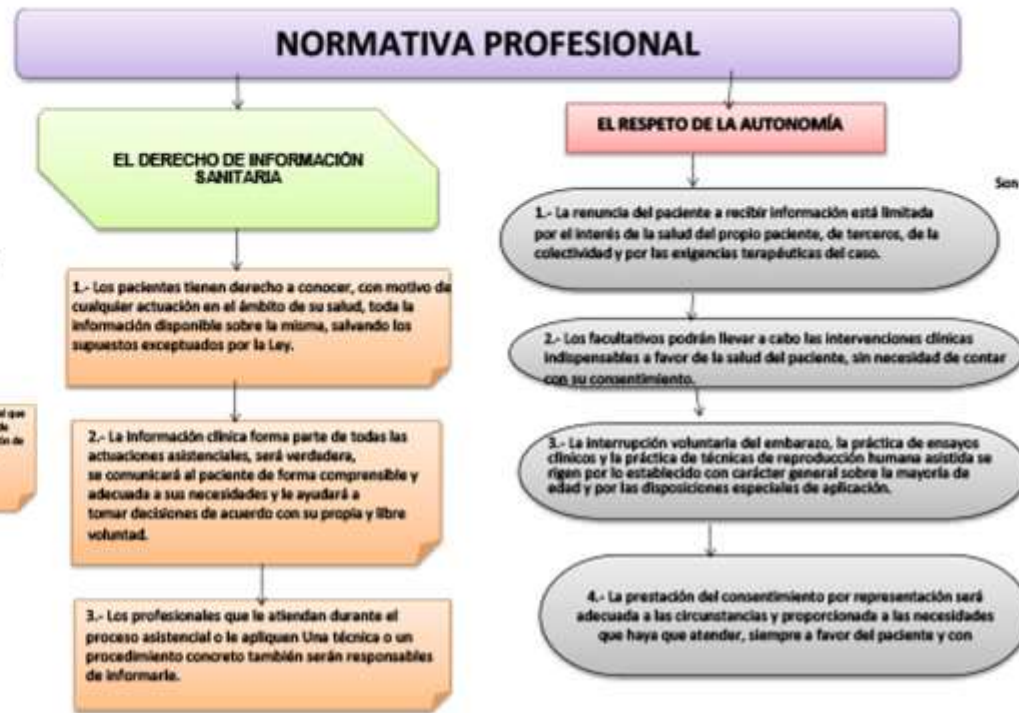 NORMATIVA PROFESIONAL
EL DERECHO DE INFORMACIÓN
SANITARIA
1.- Los pacientes tienen derecho a conocer, con motivo de
cualquier actuación en el ámbito de su salud, toda la
información disponible sobre la misma, salvando los
supuestos exceptuados por la Ley.
2.- La información clínica forma parte de todas las
actuaciones asistenciales, será verdadera,
se comunicará al paciente de forma comprensible y
adecuada a sus necesidades y le ayudará a
tomar decisiones de acuerdo con su propia y libre
voluntad.
3.- Los profesionales que le atiendan durante el
proceso asistencial o le apliquen Una técnica o un
procedimiento concreto también serán responsables
de informarle.
EL RESPETO DE LA AUTONOMÍA
1.- La renuncia del paciente a recibir información está limitada
por el interés de la salud del propio paciente, de terceros, de la
colectividad y por las exigencias terapéuticas del caso.
2.- Los facultativos podrán llevar a cabo las intervenciones clínicas
indispensables a favor de la salud del paciente, sin necesidad de contar
con su consentimiento.
3.- La interrupción voluntaria del embarazo, la práctica de ensayos
clínicos y la práctica de técnicas de reproducción humana asistida se
rigen por lo establecido con carácter general sobre la mayoría de
edad y por las disposiciones especiales de aplicación.
4.- La prestación del consentimiento por representación será
adecuada a las circunstancias y proporcionada a las necesidades
que haya que atender, siempre a favor del paciente y con
Son
que
de